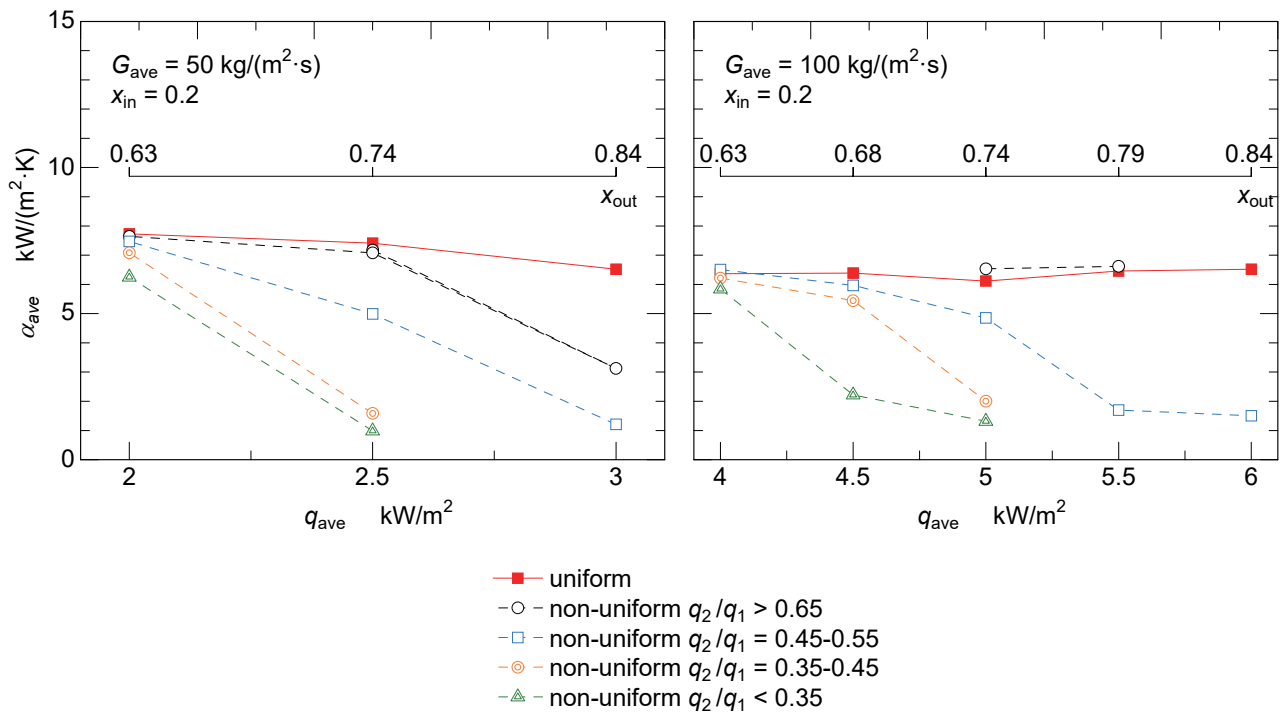 15
10
5
0
α_ave kW/(m²·K)
G_ave = 50 kg/(m²·s)
x_in = 0.2
0.63 0.74 0.84
x_out
2 2.5 3
q_ave kW/m²
G_ave = 100 kg/(m²·s)
x_in = 0.2
0.63 0.68 0.74 0.79 0.84
x_out
4 4.5 5 5.5 6
q_ave kW/m²
uniform
non-uniform q₂/q₁ > 0.65
non-uniform q₂/q₁ = 0.45-0.55
non-uniform q₂/q₁ = 0.35-0.45
non-uniform q₂/q₁ < 0.35